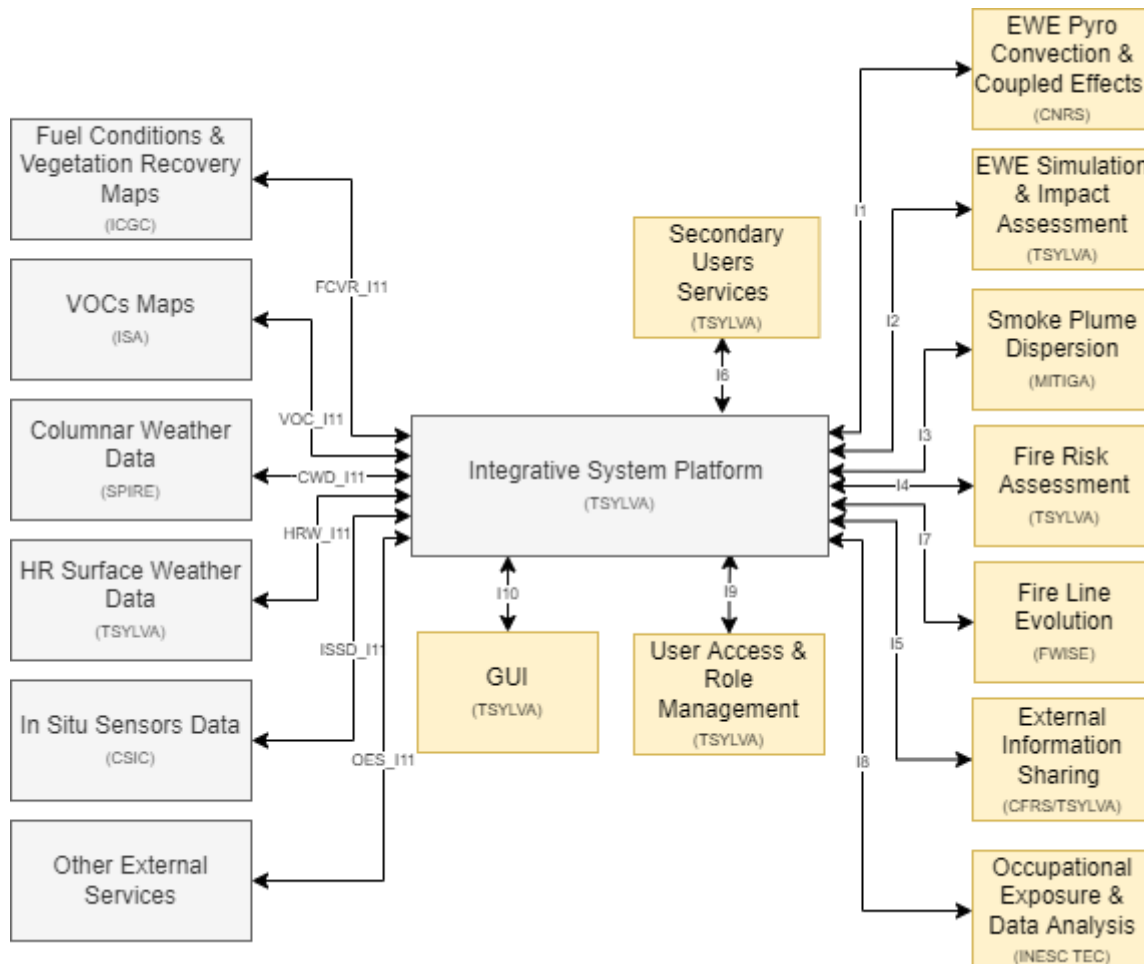 EWE Pyro
Convection &
Coupled Effects
(CNRS)
Fuel Conditions &
Vegetation Recovery
Maps
(ICGC)
EWE Simulation
& Impact
Assessment
(TSYLVA)
I1
Secondary
Users
Services
(TSYLVA)
FCVR_I11
VOCs Maps
(ISA)
I2
Smoke Plume
Dispersion
(MITIGA)
I6
VOC_I11
Columnar Weather
Data
(SPIRE)
CWD_I11
Integrative System Platform
(TSYLVA)
I3
I4
Fire Risk
Assessment
(TSYLVA)
HRW_I11
HR Surface Weather
Data
(TSYLVA)
I7
I10
I9
Fire Line
Evolution
(FWISE)
ISSD_I11
GUI
(TSYLVA)
User Access &
Role
Management
(TSYLVA)
I5
In Situ Sensors Data
(CSIC)
External
Information
Sharing
(CFRS/TSYLVA)
OES_I11
I8
Other External
Services
Occupational
Exposure &
Data Analysis
(INESC TEC)